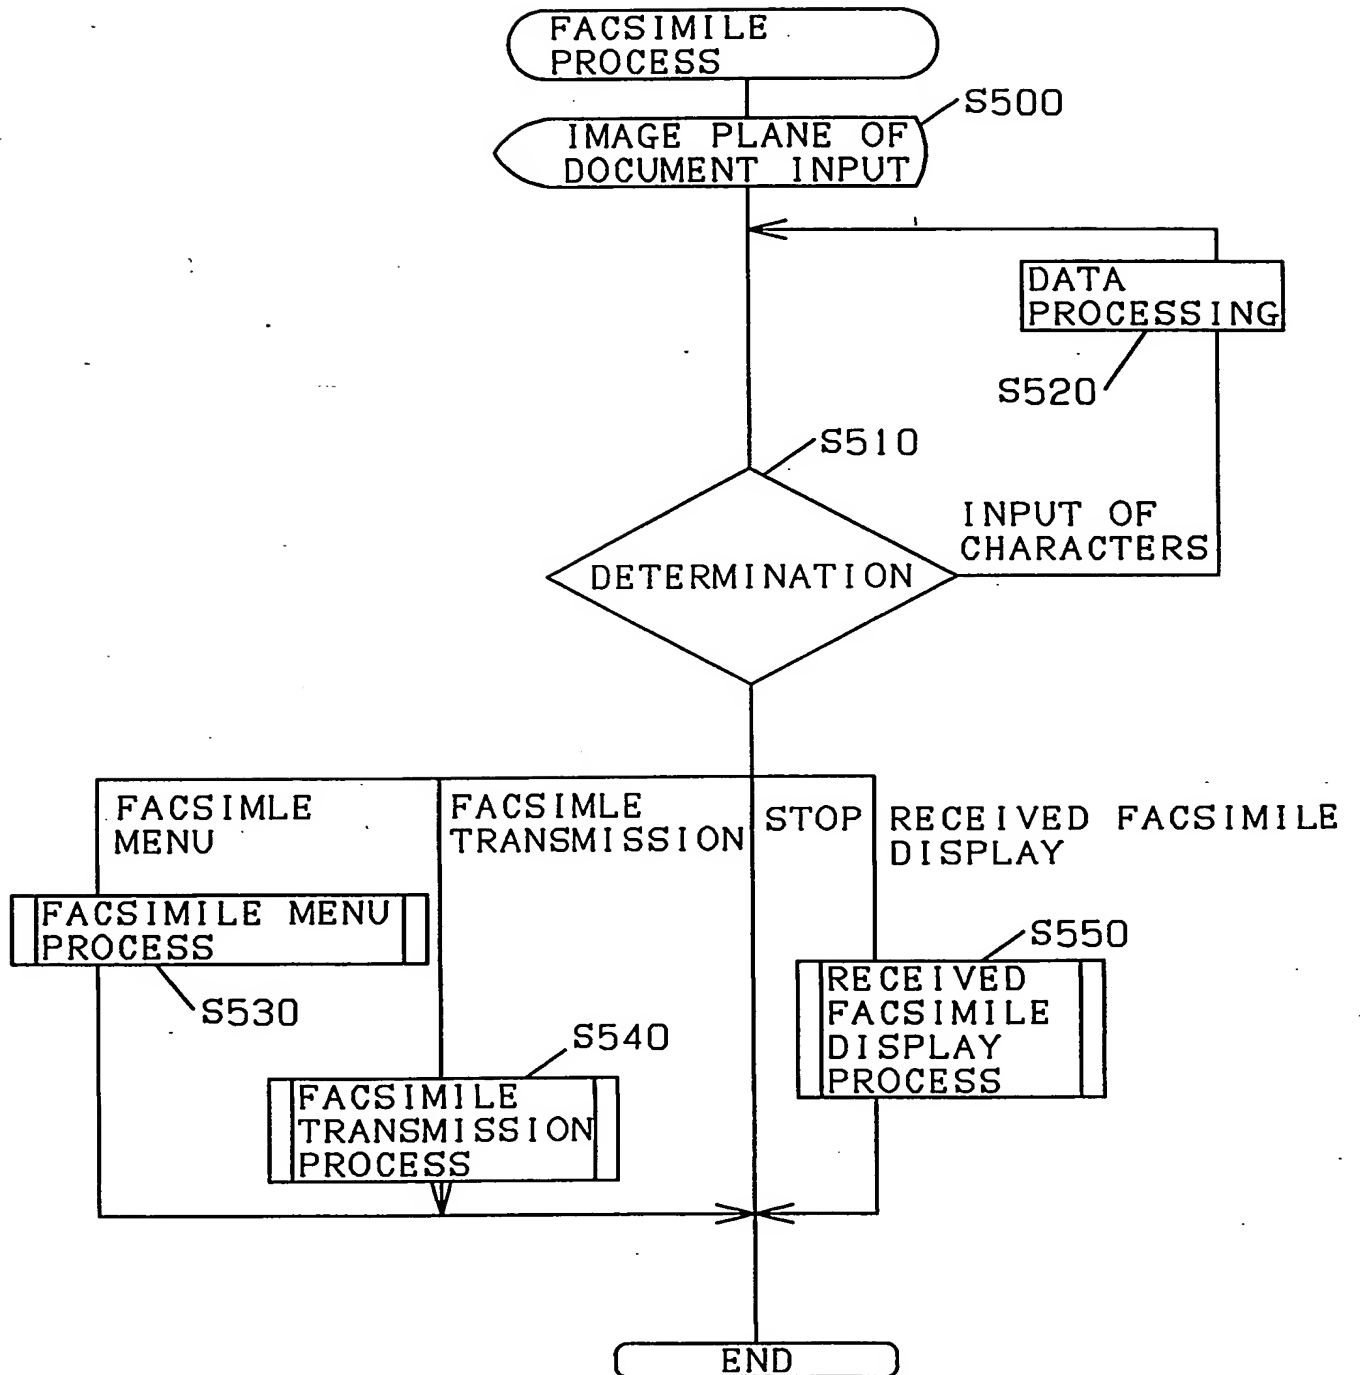 FACSIMILE
PROCESS
S500
IMAGE PLANE OF
DOCUMENT INPUT
DATA
PROCESSING
S520
S510
INPUT OF
CHARACTERS
DETERMINATION
FACSIMLE
MENU
FACSIMLE
TRANSMISSION
STOP
RECEIVED FACSIMILE
DISPLAY
FACSIMILE MENU
PROCESS
S530
S550
RECEIVED
FACSIMILE
DISPLAY
PROCESS
S540
FACSIMILE
TRANSMISSION
PROCESS
END